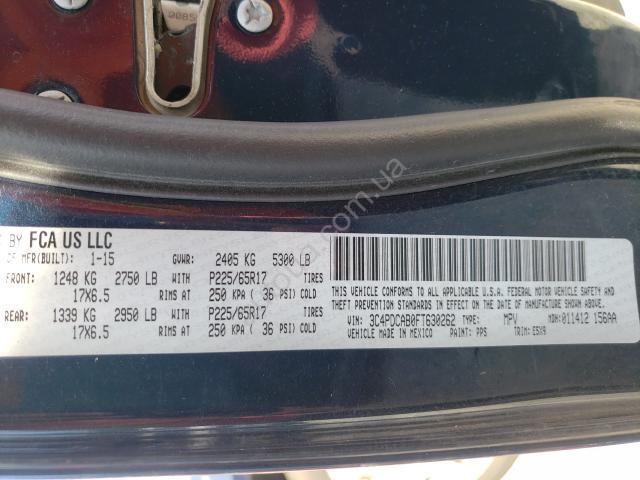 BY FCA US LLC
OF MFR(BUILT): 1-15 GVWR: 2405 KG 5300 LB
FRONT: 1248 KG 2750 LB WITH P225/65R17 TIRES
17X6.5 RIMS AT 250 KPA ( 36 PSI) COLD
REAR: 1339 KG 2950 LB WITH P225/65R17 TIRES
17X6.5 RIMS AT 250 KPA ( 36 PSI) COLD
THIS VEHICLE CONFORMS TO ALL APPLICABLE U.S.A. FEDERAL MOTOR VEHICLE SAFETY AND
THEFT PREVENTION STANDARDS IN EFFECT ON THE DATE OF MANUFACTURE SHOWN ABOVE.
VIN: 3C4PDCAB0FT630262 TYPE: MPV MDH:011412 156AA
VEHICLE MADE IN MEXICO PAINT: PPS TRIM: E5X9